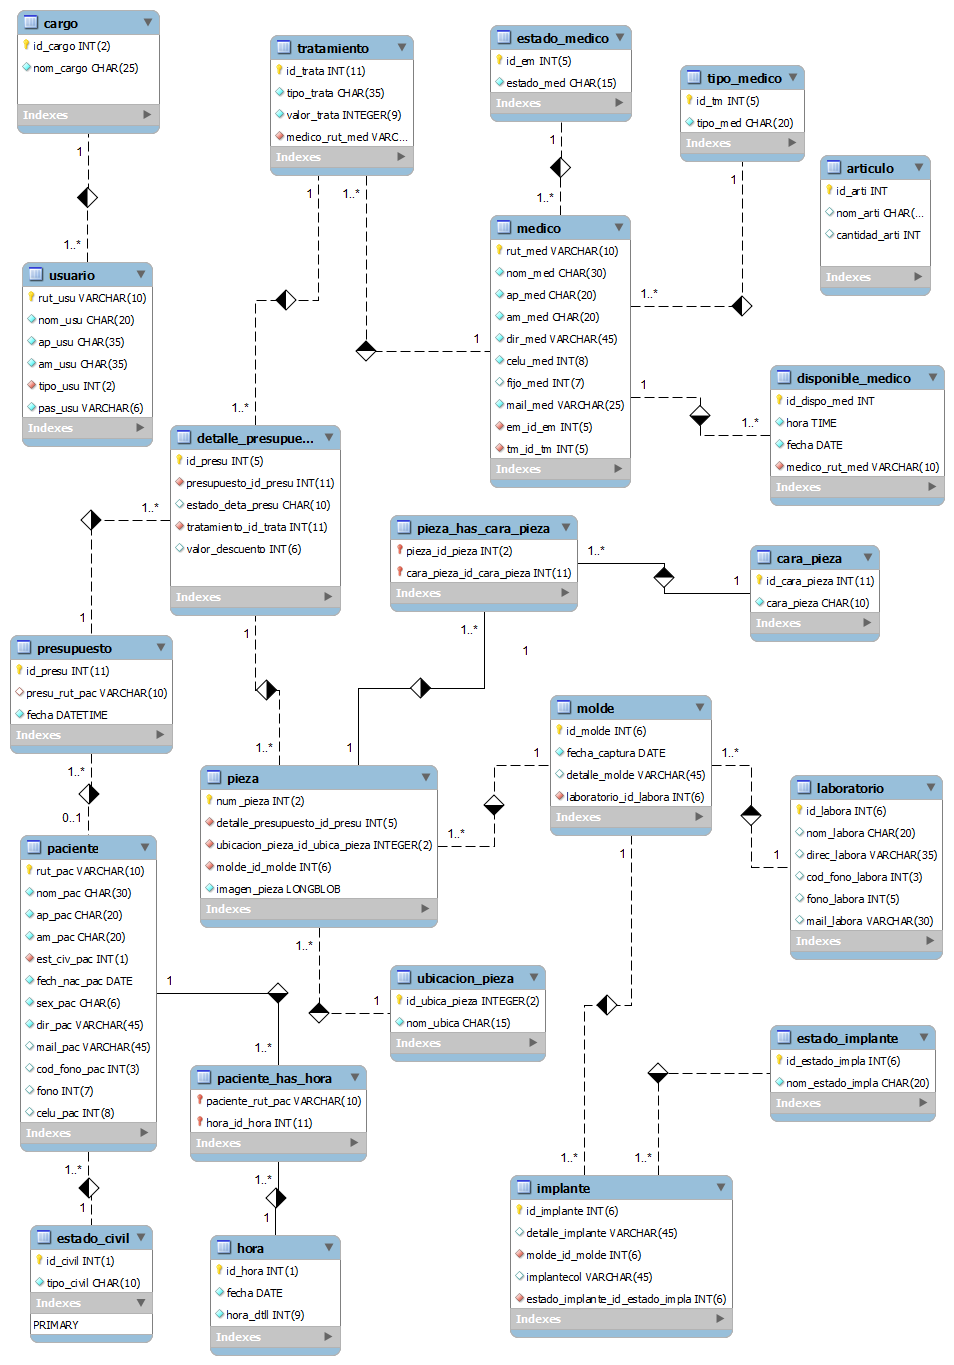 cargo
id_cargo INT(2)
nom_cargo CHAR(25)
Indexes
1
1..*
usuario
rut_usu VARCHAR(10)
nom_usu CHAR(20)
ap_usu CHAR(35)
am_usu CHAR(35)
tipo_usu INT(2)
pas_usu VARCHAR(6)
Indexes
tratamiento
id_trata INT(11)
tipo_trata CHAR(35)
valor_trata INTEGER(9)
medico_rut_med VARC...
Indexes
1
1..*
1..*
1
estado_medico
id_em INT(5)
estado_med CHAR(15)
Indexes
1
1..*
tipo_medico
id_tm INT(5)
tipo_med CHAR(20)
Indexes
1
1..*
articulo
id_arti INT
nom_arti CHAR(...
cantidad_arti INT
Indexes
medico
rut_med VARCHAR(10)
nom_med CHAR(30)
ap_med CHAR(20)
am_med CHAR(20)
dir_med VARCHAR(45)
celu_med INT(8)
fijo_med INT(7)
mail_med VARCHAR(25)
em_id_em INT(5)
tm_id_tm INT(5)
Indexes
1
1..*
disponible_medico
id_dispo_med INT
hora TIME
fecha DATE
medico_rut_med VARCHAR(10)
Indexes
detalle_presupue...
id_presu INT(5)
presupuesto_id_presu INT(11)
estado_deta_presu CHAR(10)
tratamiento_id_trata INT(11)
valor_descuento INT(6)
Indexes
1..*
1
1
1..*
pieza_has_cara_pieza
pieza_id_pieza INT(2)
cara_pieza_id_cara_pieza INT(11)
Indexes
1..*
1
1..*
1
1
cara_pieza
id_cara_pieza INT(11)
cara_pieza CHAR(10)
Indexes
presupuesto
id_presu INT(11)
presu_rut_pac VARCHAR(10)
fecha DATETIME
Indexes
1..*
0..1
pieza
num_pieza INT(2)
detalle_presupuesto_id_presu INT(5)
ubicacion_pieza_id_ubica_pieza INTEGER(2)
molde_id_molde INT(6)
imagen_pieza LONGBLOB
Indexes
1
1..*
1..*
1
molde
id_molde INT(6)
fecha_captura DATE
detalle_molde VARCHAR(45)
laboratorio_id_labora INT(6)
Indexes
1..*
1
1
laboratorio
id_labora INT(6)
nom_labora CHAR(20)
direc_labora VARCHAR(35)
cod_fono_labora INT(3)
fono_labora INT(5)
mail_labora VARCHAR(30)
Indexes
paciente
rut_pac VARCHAR(10)
nom_pac CHAR(30)
ap_pac CHAR(20)
am_pac CHAR(20)
est_civ_pac INT(1)
fech_nac_pac DATE
sex_pac CHAR(6)
dir_pac VARCHAR(45)
mail_pac VARCHAR(45)
cod_fono_pac INT(3)
fono INT(7)
celu_pac INT(8)
Indexes
1
1..*
1..*
1
ubicacion_pieza
id_ubica_pieza INTEGER(2)
nom_ubica CHAR(15)
Indexes
paciente_has_hora
paciente_rut_pac VARCHAR(10)
hora_id_hora INT(11)
Indexes
1..*
1
estado_implante
id_estado_impla INT(6)
nom_estado_impla CHAR(20)
Indexes
1..*
1..*
implante
id_implante INT(6)
detalle_implante VARCHAR(45)
molde_id_molde INT(6)
implantecol VARCHAR(45)
estado_implante_id_estado_impla INT(6)
Indexes
estado_civil
id_civil INT(1)
tipo_civil CHAR(10)
Indexes
PRIMARY
hora
id_hora INT(1)
fecha DATE
hora_dtll INT(9)
Indexes